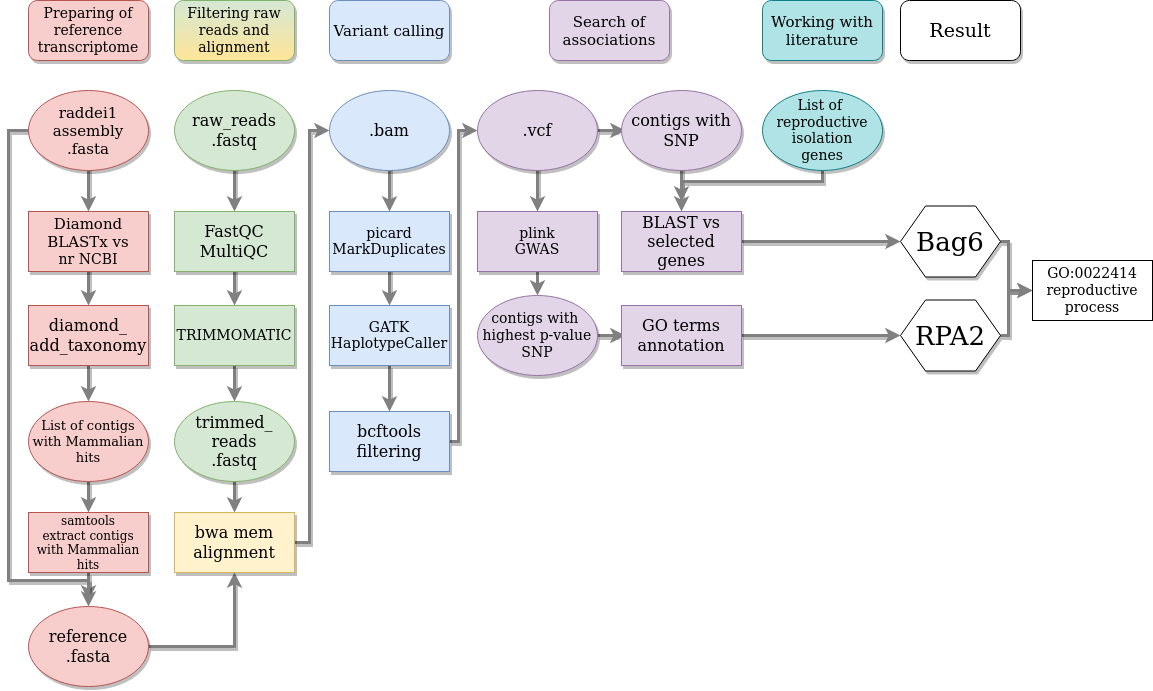 Preparing of
reference
transcriptome
Filtering raw
reads and
alignment
Variant calling
Search of
associations
Working with
literature
Result
raddei1
assembly
.fasta
Diamond
BLASTx vs
nr NCBI
diamond_
add_taxonomy
List of contigs
with Mammalian
hits
samtools
extract contigs
with Mammalian
hits
reference
.fasta
raw_reads
.fastq
FastQC
MultiQC
TRIMMOMATIC
trimmed_
reads
.fastq
bwa mem
alignment
.bam
picard
MarkDuplicates
GATK
HaplotypeCaller
bcftools
filtering
.vcf
plink
GWAS
contigs with
highest p-value
SNP
contigs with
SNP
BLAST vs
selected
genes
GO terms
annotation
List of
reproductive
isolation
genes
Bag6
RPA2
GO:0022414
reproductive
process